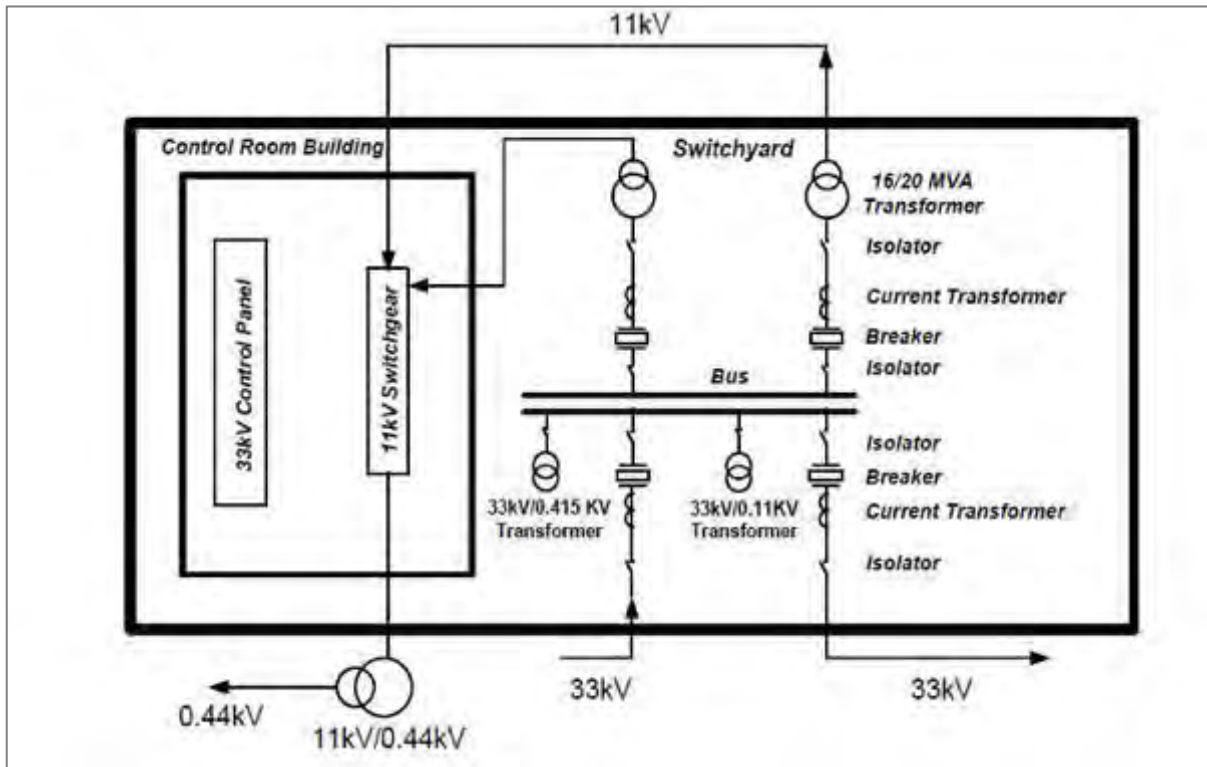 11kV
Control Room Building
Switchyard
16/20 MVA
Transformer
Isolator
Current Transformer
Breaker
Isolator
33kV Control Panel
11kV Switchgear
Bus
Isolator
Breaker
33kV/0.415 KV
Transformer
33kV/0.11KV
Transformer
Current Transformer
Isolator
33kV
33kV
0.44kV
11kV/0.44kV